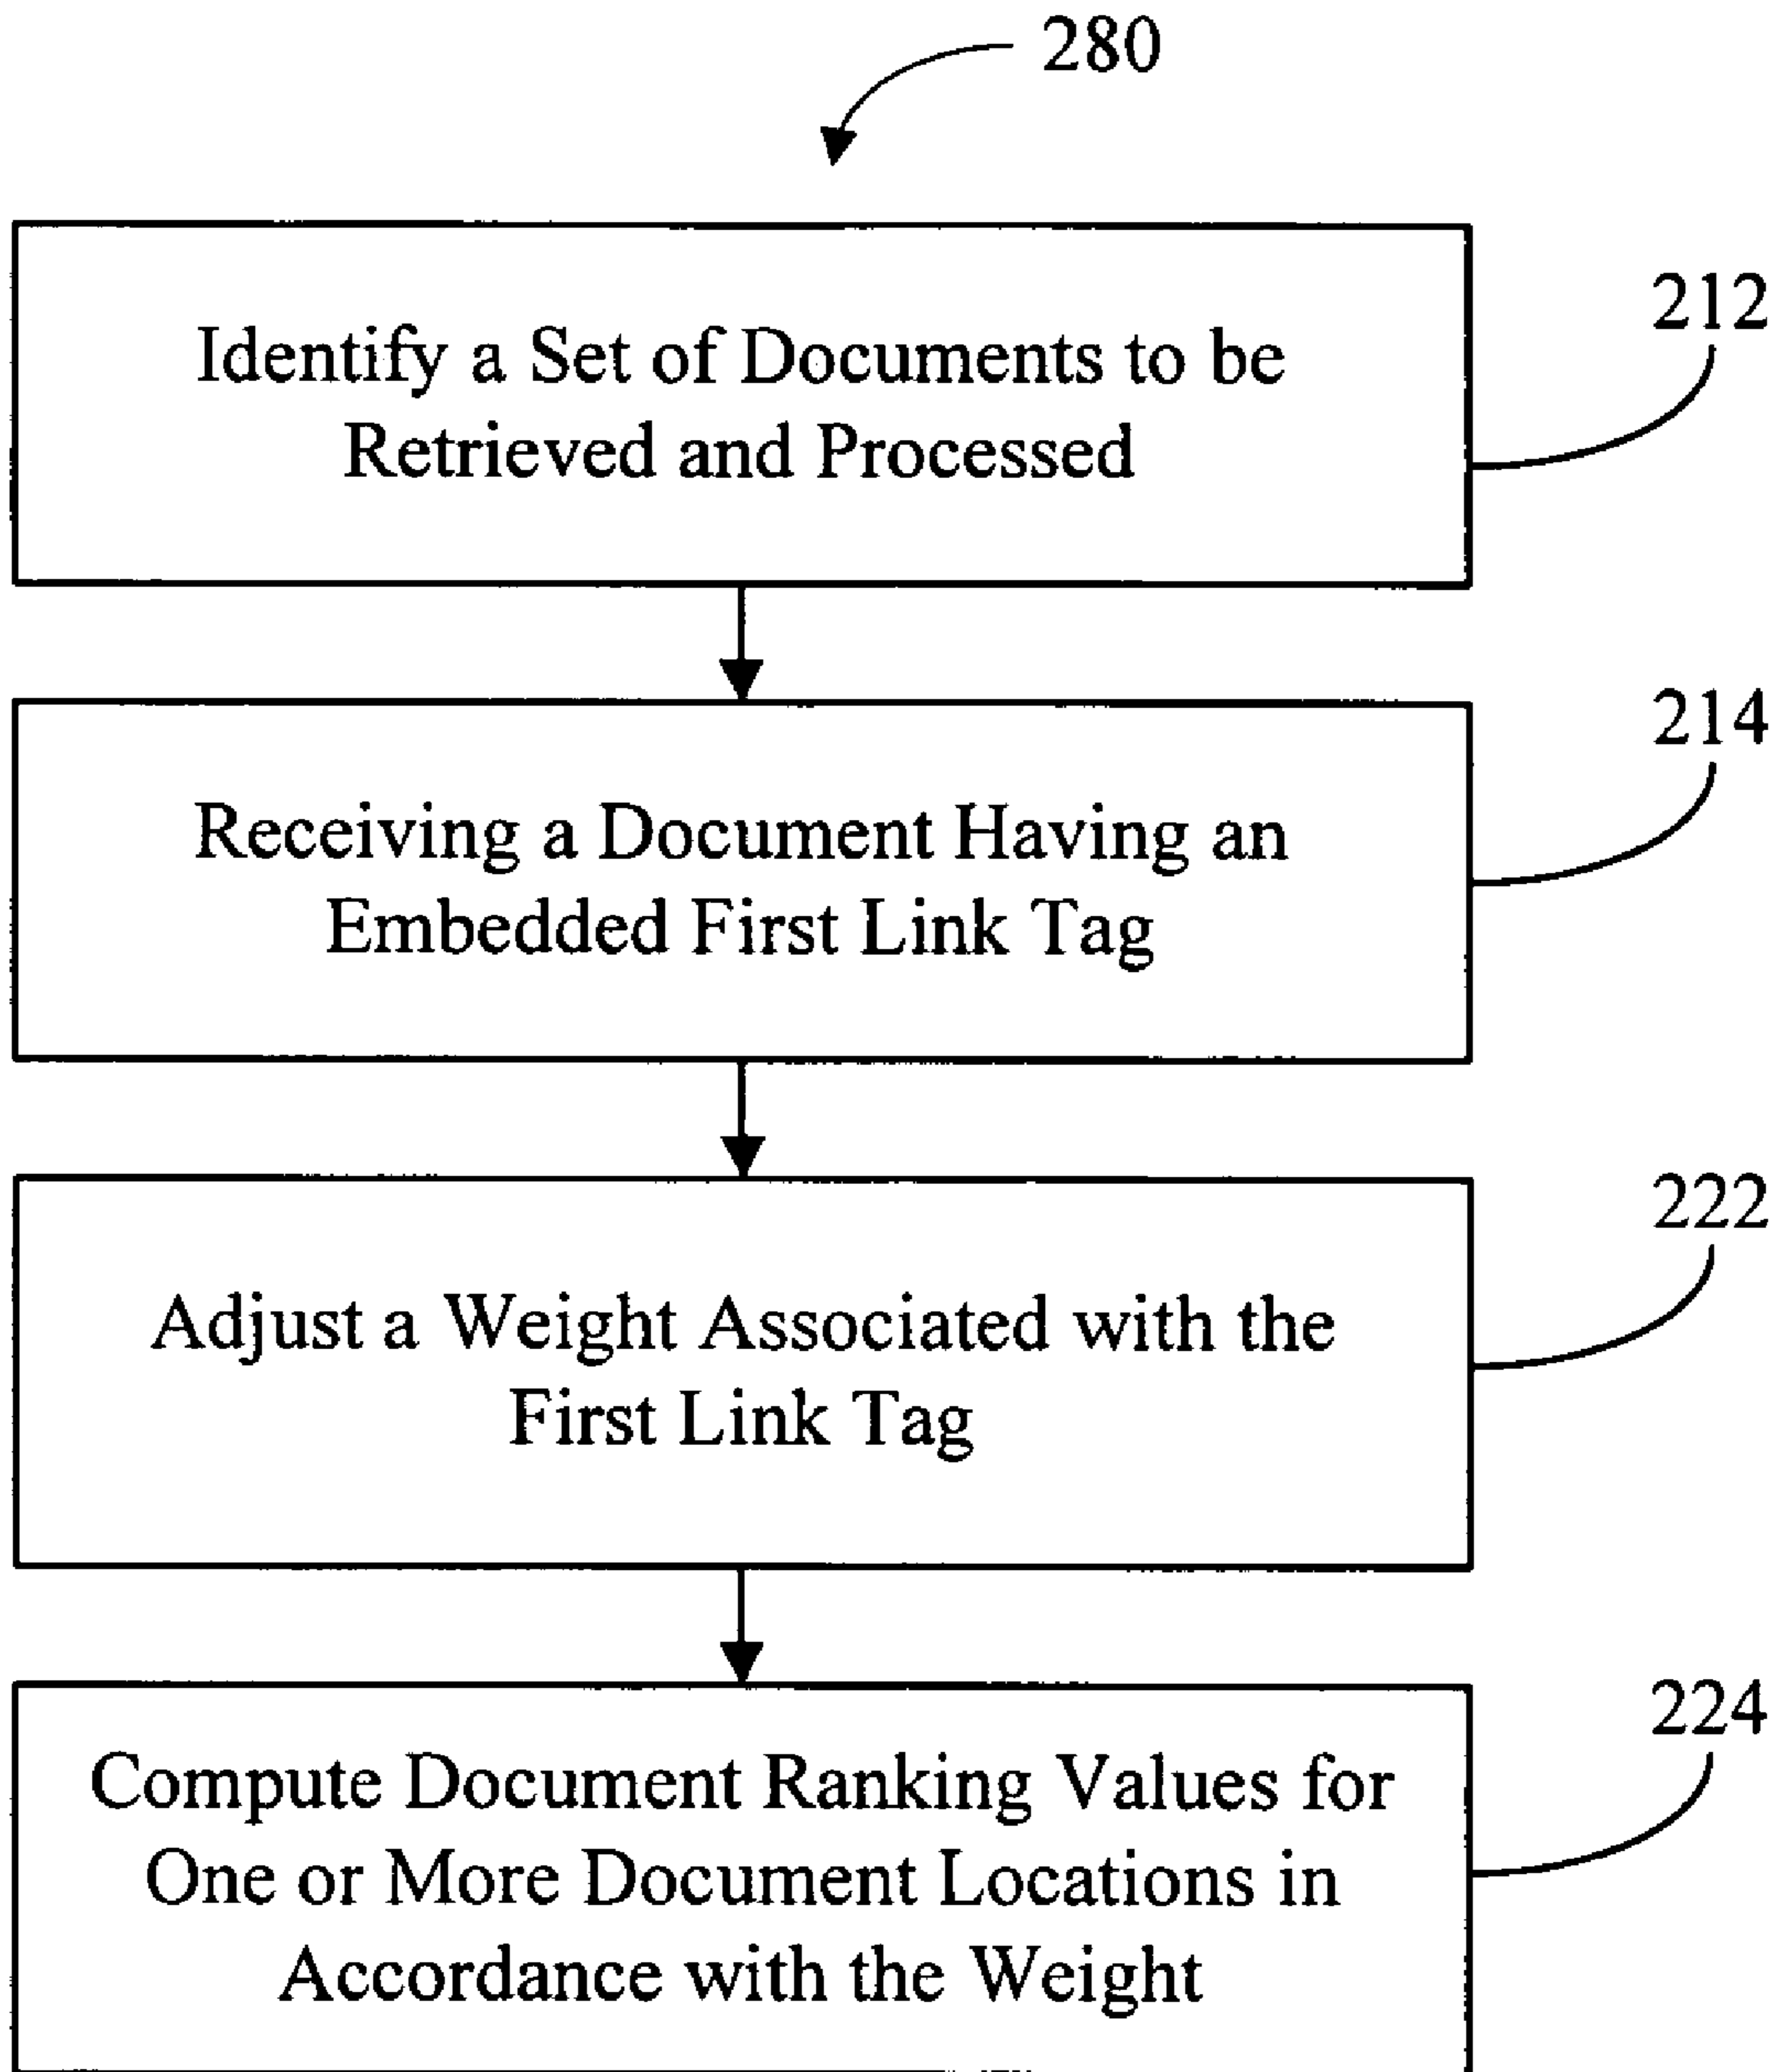 280
Identify a Set of Documents to be
Retrieved and Processed
212
Receiving a Document Having an
Embedded First Link Tag
214
Adjust a Weight Associated with the
First Link Tag
222
Compute Document Ranking Values for
One or More Document Locations in
Accordance with the Weight
224